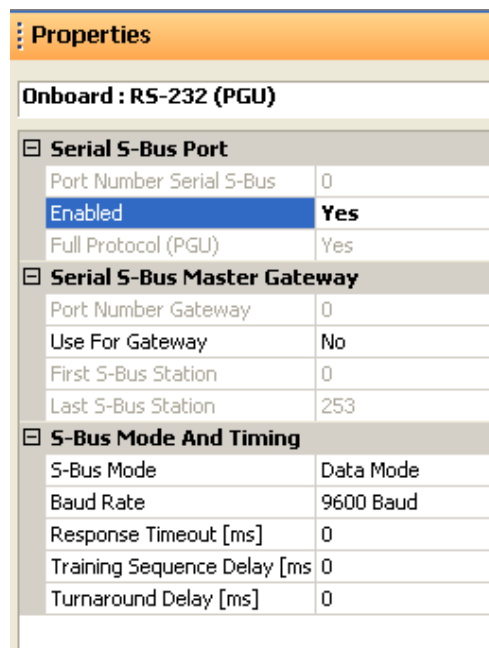 Properties
Onboard : RS-232 (PGU)
Serial S-Bus Port
Port Number Serial S-Bus 0
Enabled Yes
Full Protocol (PGU) Yes
Serial S-Bus Master Gateway
Port Number Gateway 0
Use For Gateway No
First S-Bus Station 0
Last S-Bus Station 253
S-Bus Mode And Timing
S-Bus Mode Data Mode
Baud Rate 9600 Baud
Response Timeout [ms] 0
Training Sequence Delay [ms 0
Turnaround Delay [ms] 0